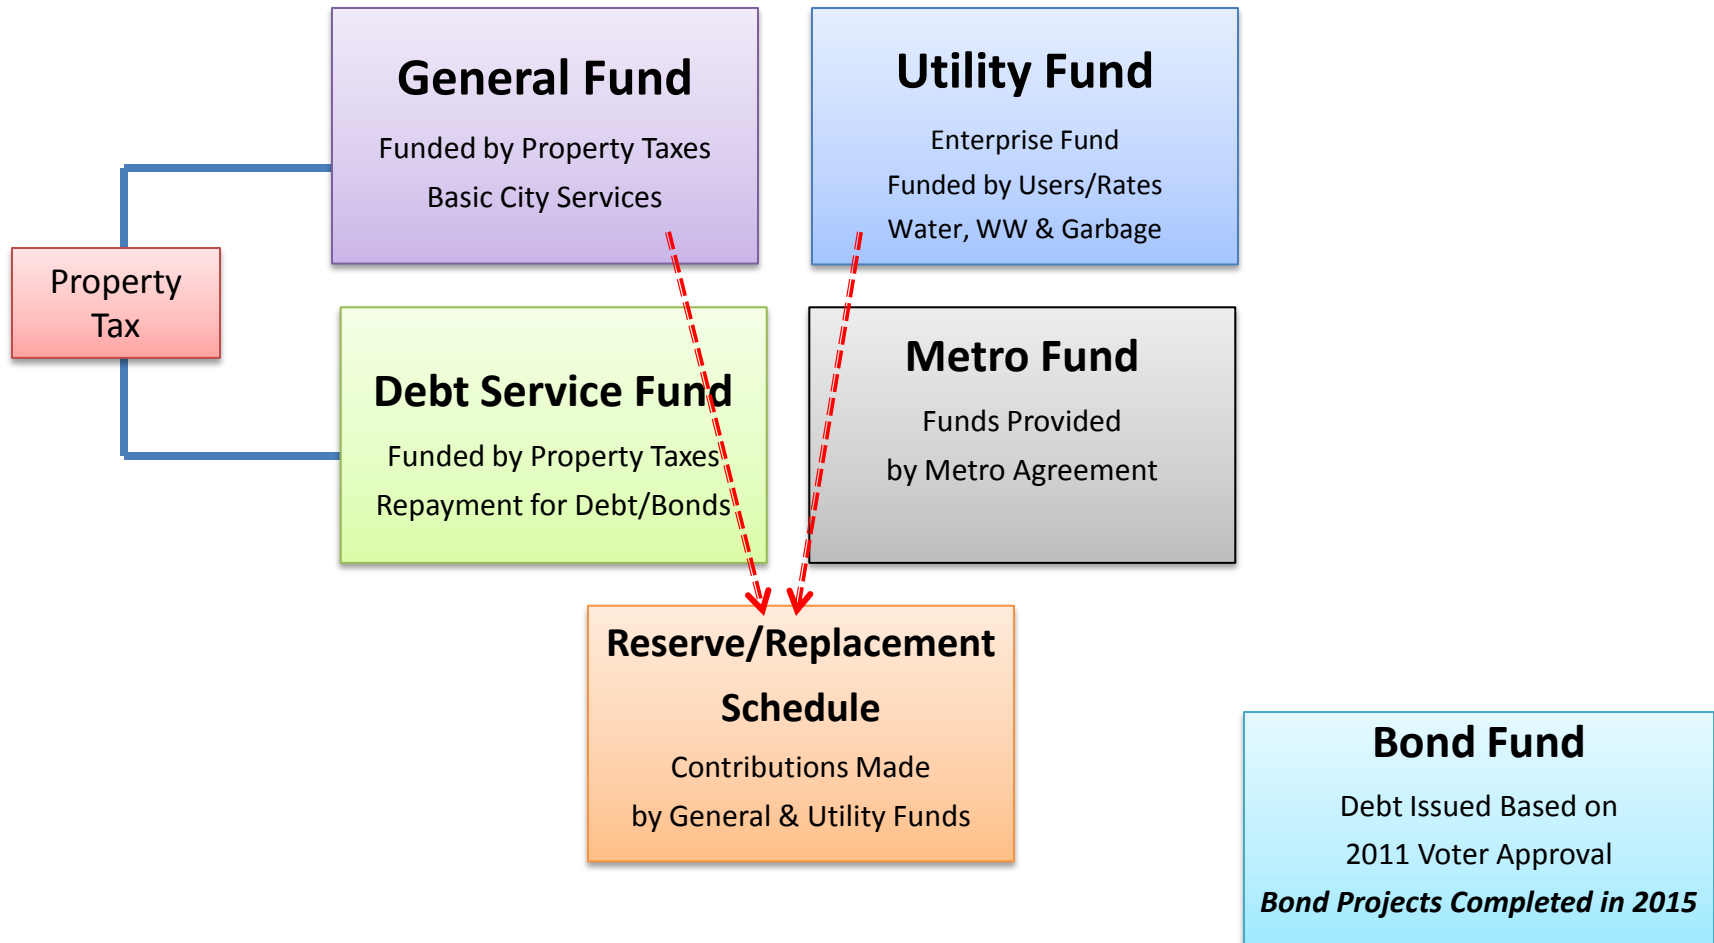 General Fund
Funded by Property Taxes
Basic City Services
Utility Fund
Enterprise Fund
Funded by Users/Rates
Water, WW & Garbage
Property
Tax
Debt Service Fund
Funded by Property Taxes
Repayment for Debt/Bonds
Metro Fund
Funds Provided
by Metro Agreement
Reserve/Replacement
Schedule
Contributions Made
by General & Utility Funds
Bond Fund
Debt Issued Based on
2011 Voter Approval
Bond Projects Completed in 2015